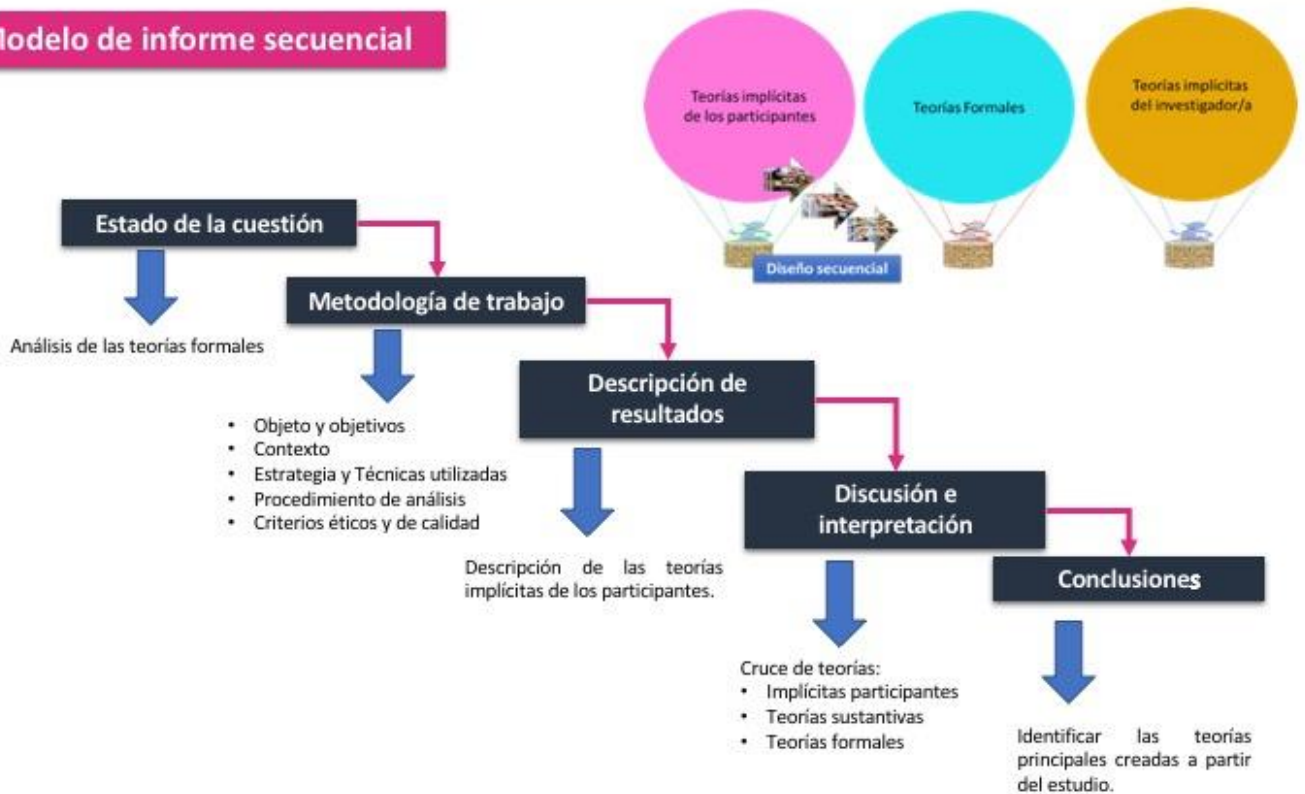 Modelo de informe secuencial
Teorías implícitas
de los participantes
Teorías Formales
Teorías implícitas
del investigador/a
Diseño secuencial
Estado de la cuestión
Análisis de las teorías formales
Metodología de trabajo
• Objeto y objetivos
• Contexto
• Estrategia y Técnicas utilizadas
• Procedimiento de análisis
• Criterios éticos y de calidad
Descripción de
resultados
Descripción de las teorías
implícitas de los participantes.
Discusión e
interpretación
Cruce de teorías:
• Implícitas participantes
• Teorías sustantivas
• Teorías formales
Conclusiones
Identificar las teorías
principales creadas a partir
del estudio.